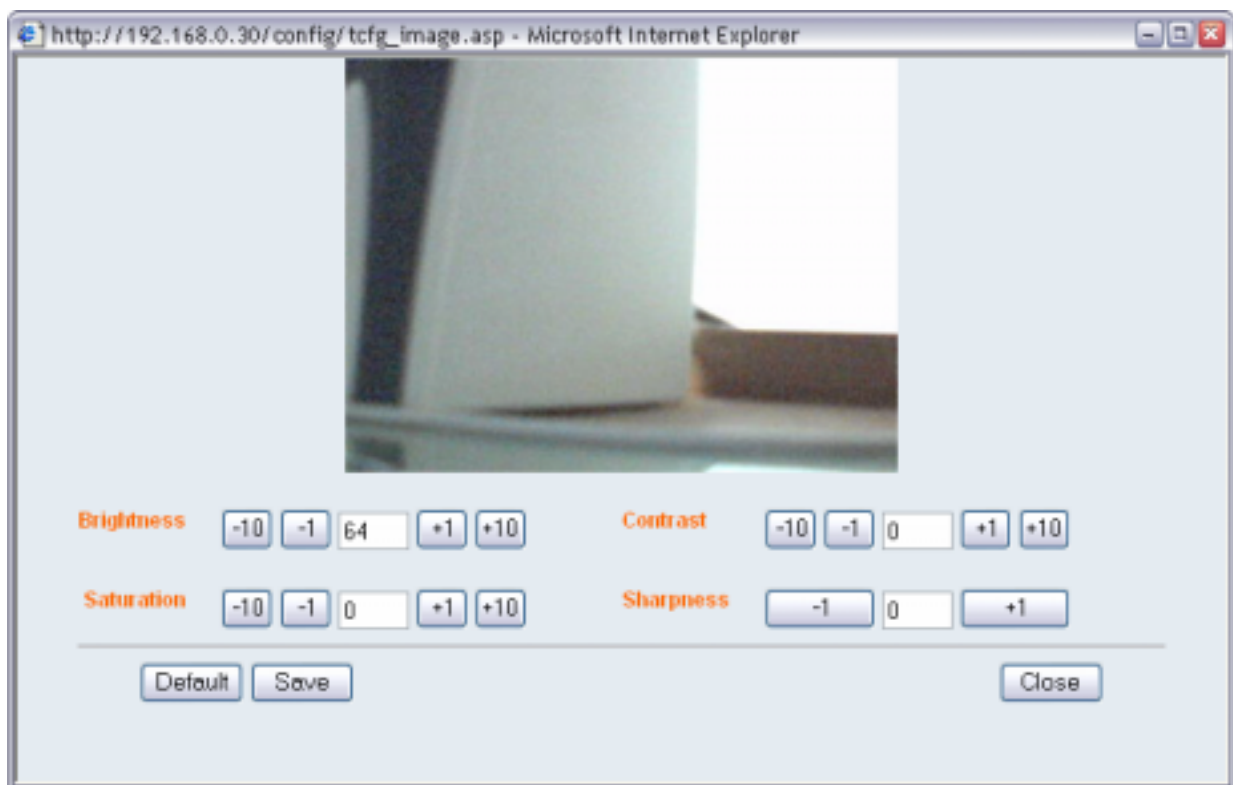 http://192.168.0.30/config/tcfg_image.asp - Microsoft Internet Explorer
Brightness -10 -1 64 +1 +10 Contrast -10 -1 0 +1 +10
Saturation -10 -1 0 +1 +10 Sharpness -1 0 +1
Default Save Close